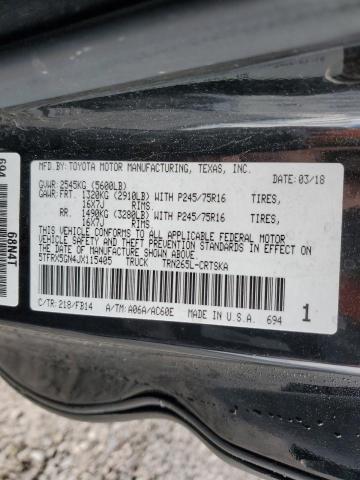 MFD.BY:TOYOTA MOTOR MANUFACTURING, TEXAS, INC. 03/18
GVWR: 2545KG (5600LB)
GAWR: FRT. 1320KG (2910LB) WITH P245/75R16 TIRES,
16X7J RIMS.
RR. 1490KG (3280LB) WITH P245/75R16 TIRES,
16X7J RIMS.
THIS VEHICLE CONFORMS TO ALL APPLICABLE FEDERAL MOTOR
VEHICLE SAFETY AND THEFT PREVENTION STANDARDS IN EFFECT
ON THE DATE OF MANUFACTURE SHOWN ABOVE.
5TFRX5GN4JX115405 TRUCK TRN265L-CRTSKA
C/TR:218/FB14 A/TM:A06A/AC60E MADE IN U.S.A. 694 1
68N4T
694